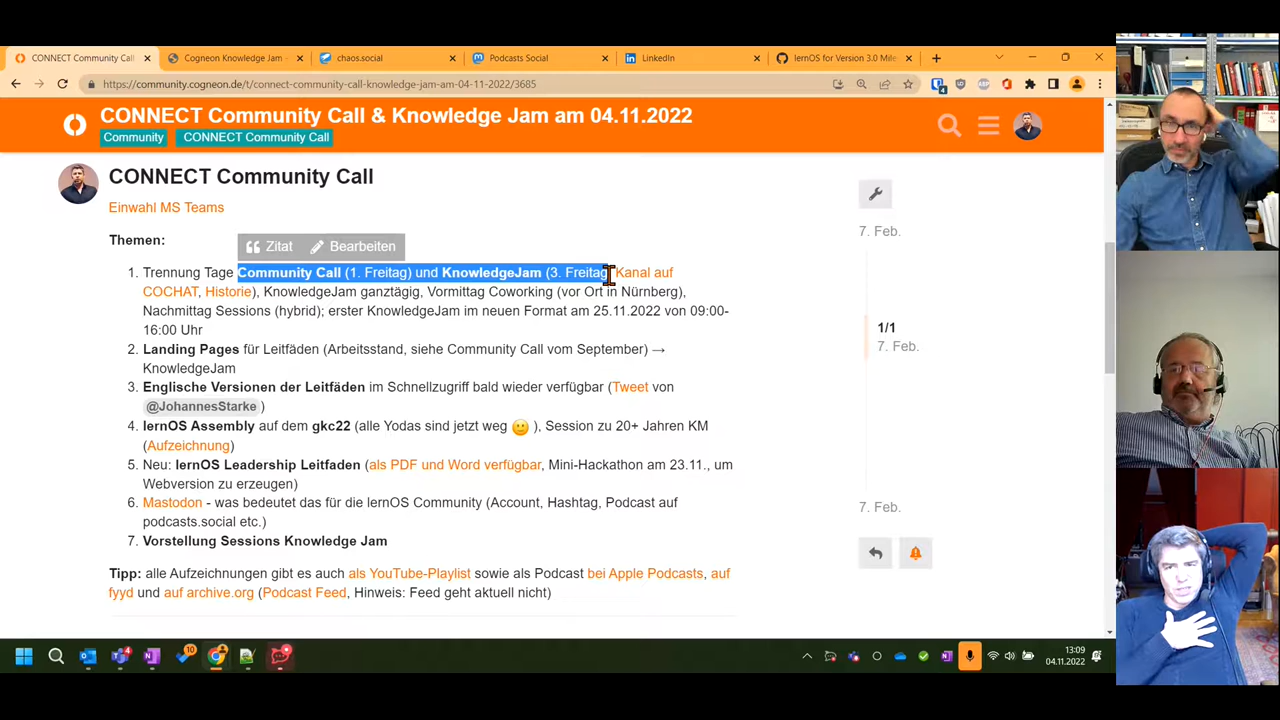 CONNECT Community Call
Cogneon Knowledge Jam -
chaos.social
Podcasts Social
LinkedIn
lernOS for Version 3.0 Mile
https://community.cogneon.de/t/connect-community-call-knowledge-jam-am-04-11-2022/3685
4
CONNECT Community Call & Knowledge Jam am 04.11.2022
Community CONNECT Community Call
CONNECT Community Call
Einwahl MS Teams
Themen:
Zitat Bearbeiten
1. Trennung Tage Community Call (1. Freitag) und KnowledgeJam (3. Freitag, Kanal auf
COCHAT, Historie), KnowledgeJam ganztägig, Vormittag Coworking (vor Ort in Nürnberg),
Nachmittag Sessions (hybrid); erster KnowledgeJam im neuen Format am 25.11.2022 von 09:00-
16:00 Uhr
2. Landing Pages für Leitfäden (Arbeitsstand, siehe Community Call vom September) →
KnowledgeJam
3. Englische Versionen der Leitfäden im Schnellzugriff bald wieder verfügbar (Tweet von
@JohannesStarke )
4. lernOS Assembly auf dem gkc22 (alle Yodas sind jetzt weg 🙂 ), Session zu 20+ Jahren KM
(Aufzeichnung)
5. Neu: lernOS Leadership Leitfaden (als PDF und Word verfügbar, Mini-Hackathon am 23.11., um
Webversion zu erzeugen)
6. Mastodon - was bedeutet das für die lernOS Community (Account, Hashtag, Podcast auf
podcasts.social etc.)
7. Vorstellung Sessions Knowledge Jam
Tipp: alle Aufzeichnungen gibt es auch als YouTube-Playlist sowie als Podcast bei Apple Podcasts, auf
fyyd und auf archive.org (Podcast Feed, Hinweis: Feed geht aktuell nicht)
7. Feb.
1/1
7. Feb.
7. Feb.
4
10
13:09
04.11.2022